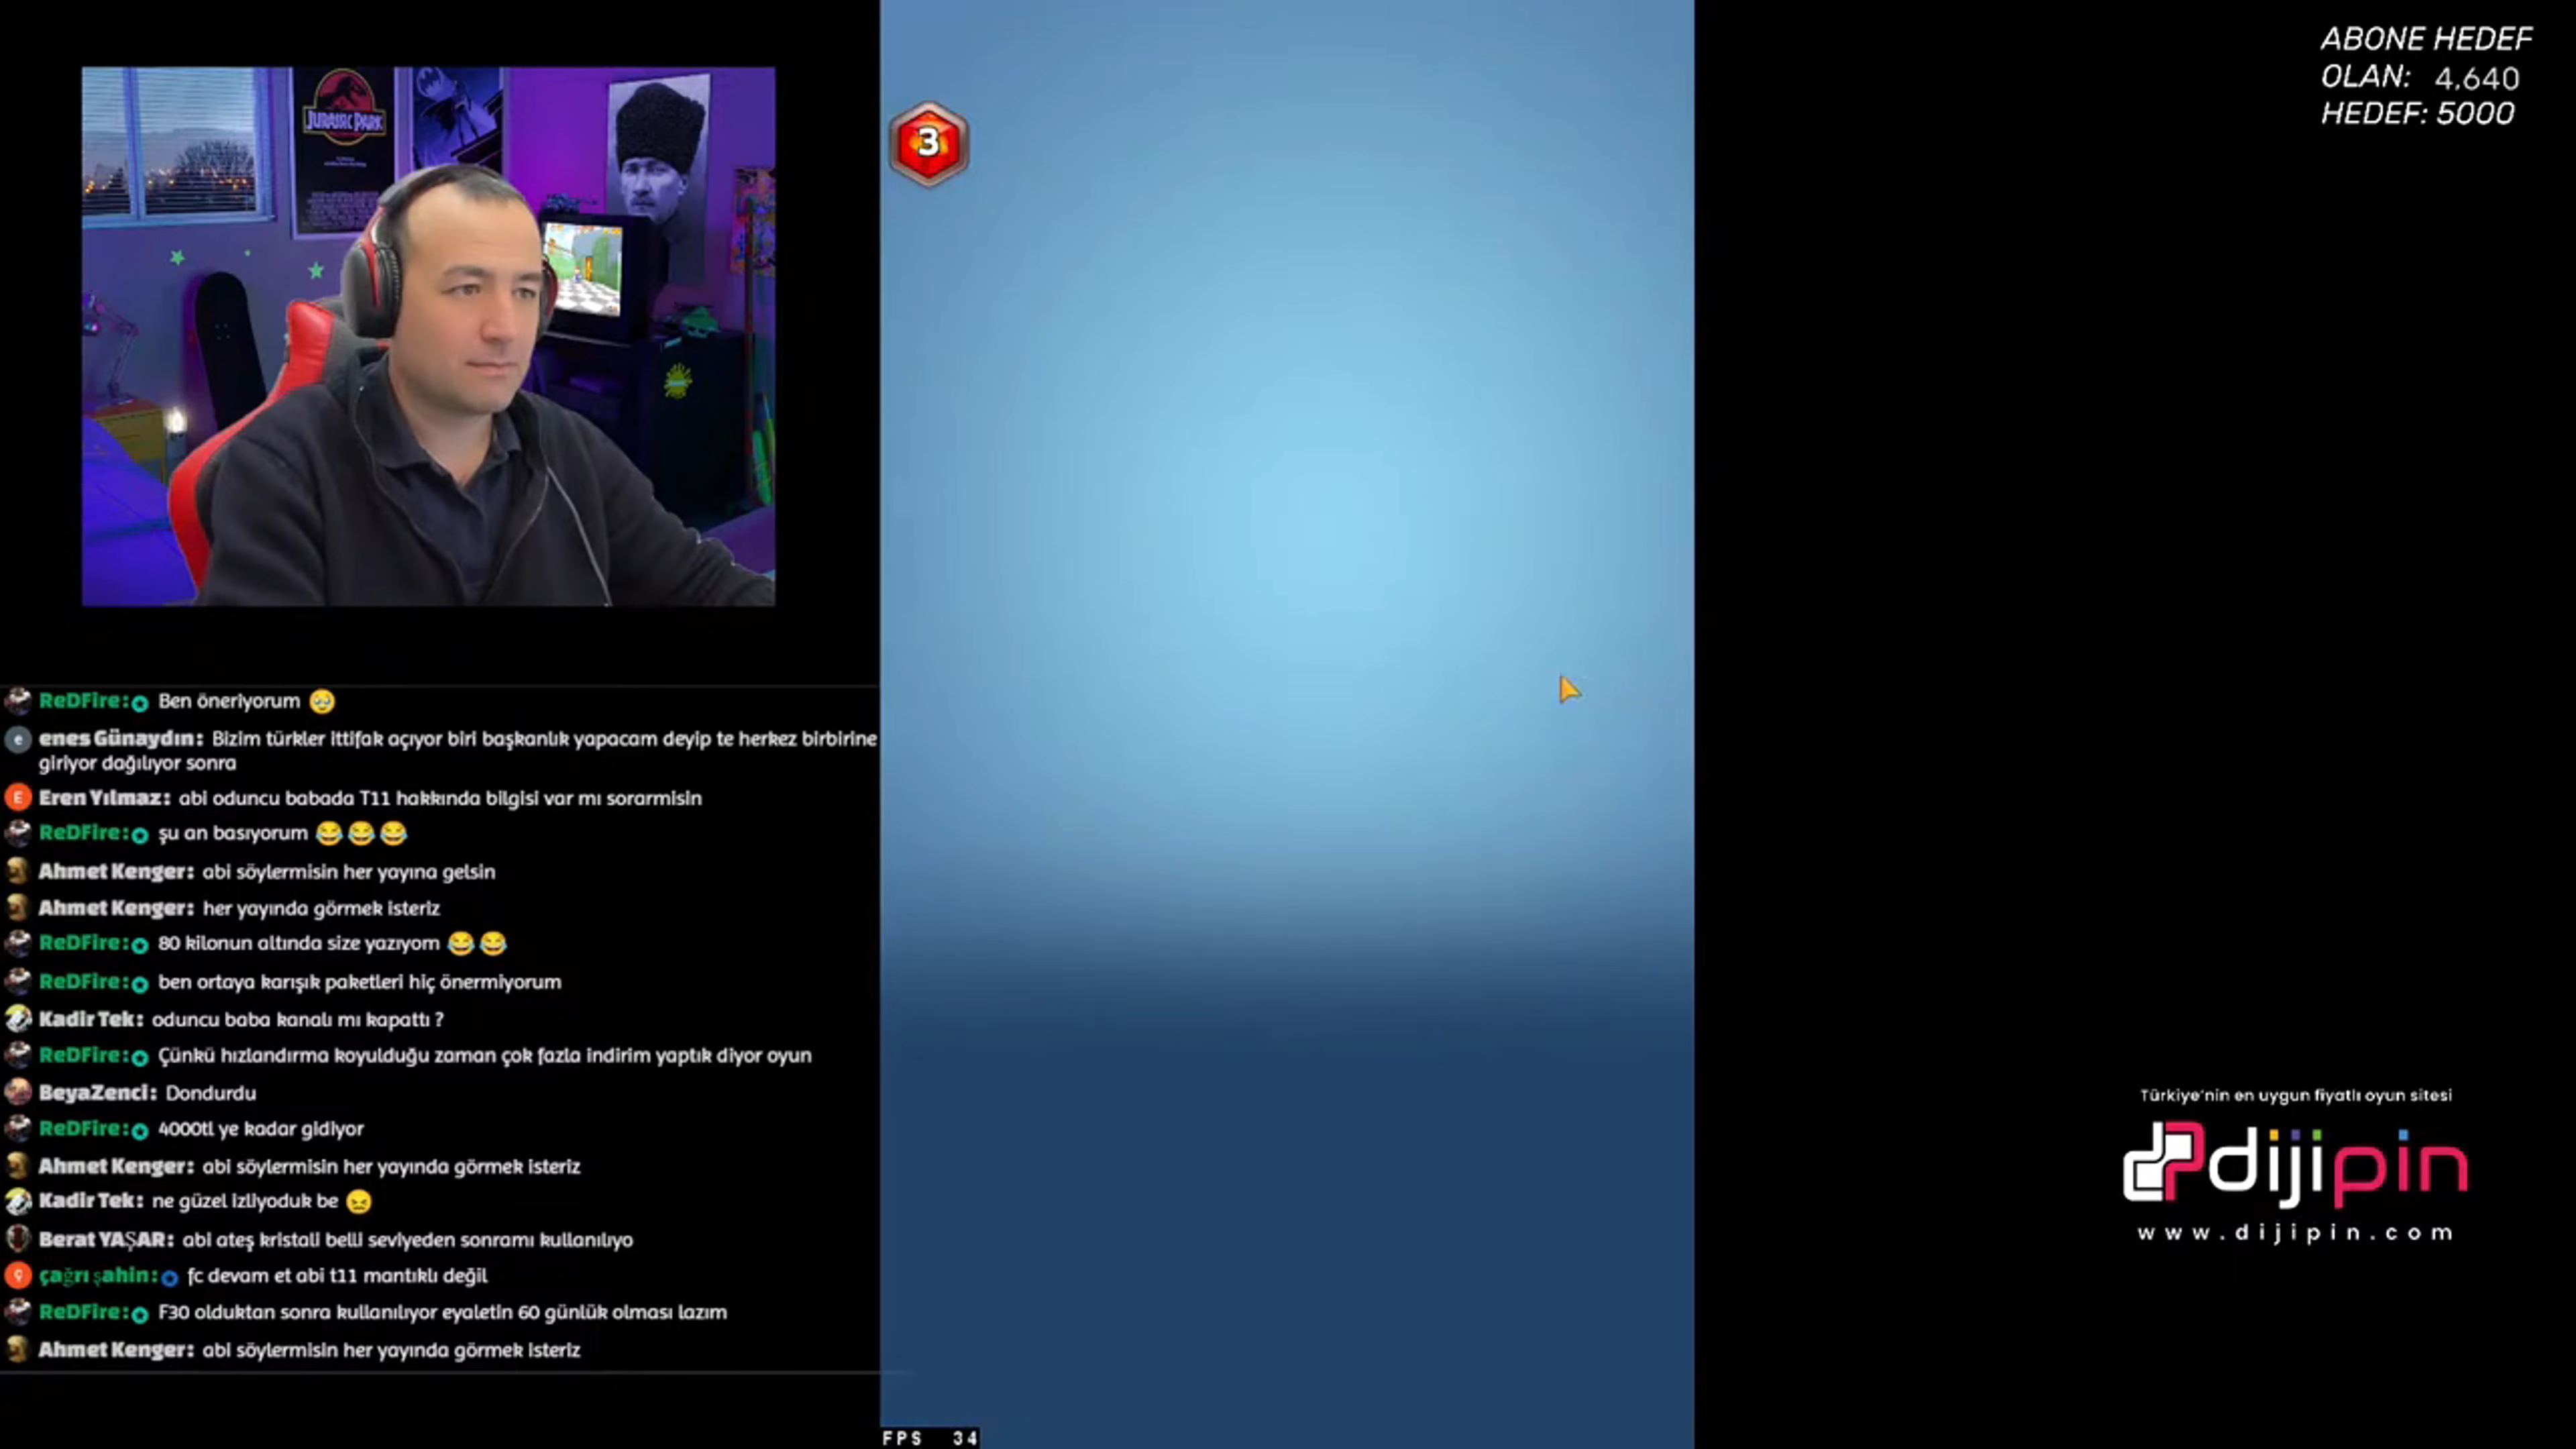 ABONE HEDEF
OLAN: 4.640
HEDEF: 5000
JURASSIC PARK
3
ReDFire: Ben öneriyorum 🥹
enes Günaydın: Bizim türkler ittifak açıyor biri başkanlık yapacam deyip te herkez birbirine
giriyor dağılıyor sonra
Eren Yılmaz: abi oduncu babada T11 hakkında bilgisi var mı sorarmisin
ReDFire: şu an basıyorum 😂😂😂
Ahmet Kenger: abi söylermisin her yayına gelsin
Ahmet Kenger: her yayında görmek isteriz
ReDFire: 80 kilonun altında size yazıyom 😂😂
ReDFire: ben ortaya karışık paketleri hiç önermiyorum
Kadir Tek: oduncu baba kanalı mı kapattı ?
ReDFire: Çünkü hızlandırma koyulduğu zaman çok fazla indirim yaptık diyor oyun
BeyaZenci: Dondurdu
ReDFire: 4000tl ye kadar gidiyor
Ahmet Kenger: abi söylermisin her yayında görmek isteriz
Kadir Tek: ne güzel izliyoduk be 😖
Berat YAŞAR: abi ateş kristali belli seviyeden sonramı kullanılıyo
çağrı şahin: fc devam et abi t11 mantıklı değil
ReDFire: F30 olduktan sonra kullanılıyor eyaletin 60 günlük olması lazım
Ahmet Kenger: abi söylermisin her yayında görmek isteriz
FPS 34
Türkiye'nin en uygun fiyatlı oyun sitesi
dijipin
www.dijipin.com